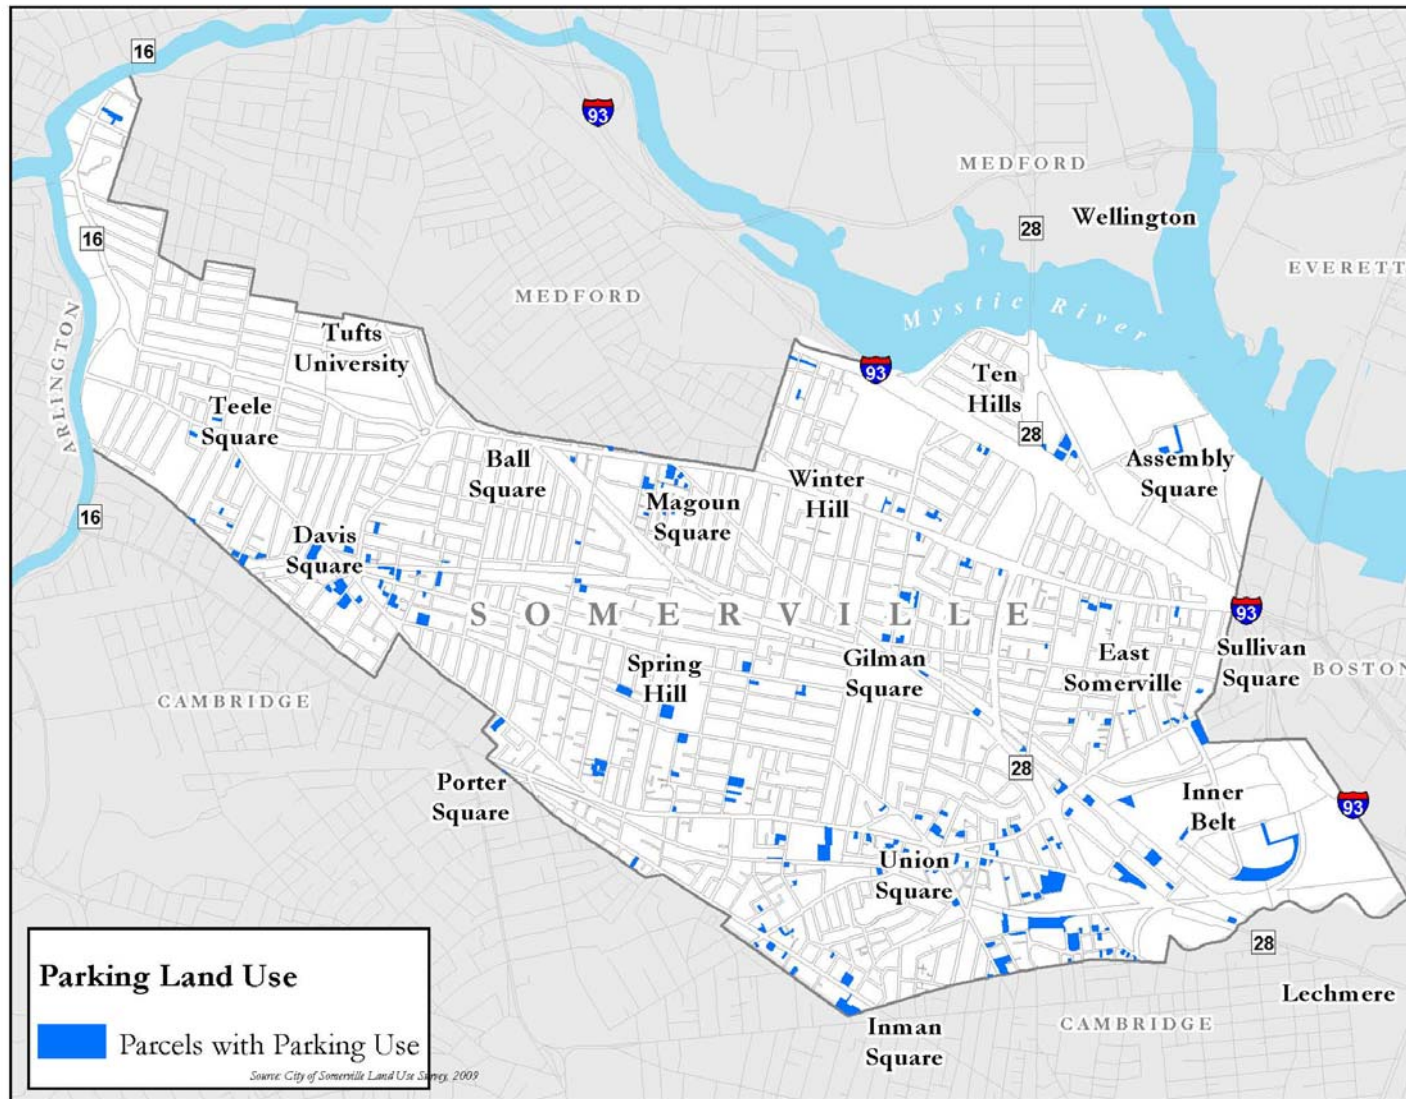 16
93
MEDFORD
Wellington
28
16
EVERETT
MEDFORD
Mystic River
ARLINGTON
Tufts
University
93
Ten
Hills
28
Teele
Square
Ball
Square
Assembly
Square
Winter
Hill
Magoun
Square
16
Davis
Square
SOMERVILLE
93
Sullivan
Square
BOSTON
East
Somerville
Gilman
Square
Spring
Hill
CAMBRIDGE
28
Porter
Square
Inner
Belt
93
Union
Square
28
Lechmere
Inman
Square
CAMBRIDGE
Parking Land Use
Parcels with Parking Use
Source: City of Somerville Land Use Survey, 2009